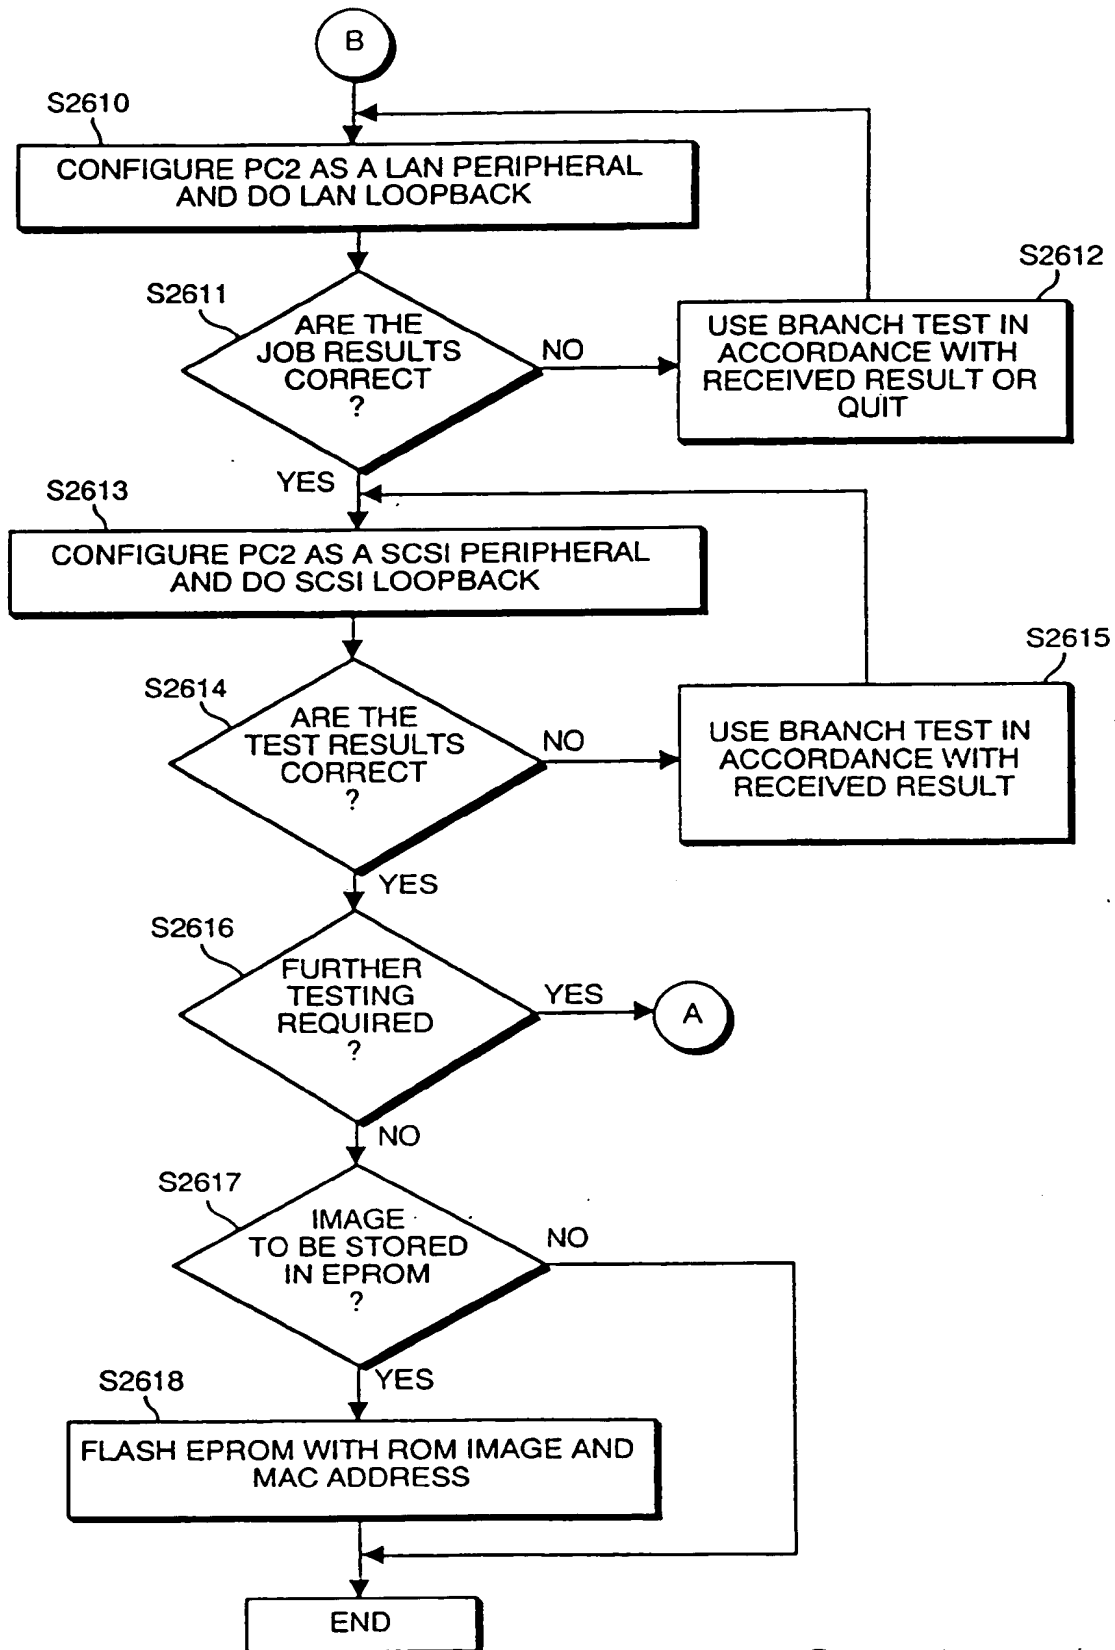 B
S2610
CONFIGURE PC2 AS A LAN PERIPHERAL
AND DO LAN LOOPBACK
S2611
ARE THE
JOB RESULTS
CORRECT
?
NO
S2612
USE BRANCH TEST IN
ACCORDANCE WITH
RECEIVED RESULT OR
QUIT
YES
S2613
CONFIGURE PC2 AS A SCSI PERIPHERAL
AND DO SCSI LOOPBACK
S2614
ARE THE
TEST RESULTS
CORRECT
?
NO
S2615
USE BRANCH TEST IN
ACCORDANCE WITH
RECEIVED RESULT
YES
S2616
FURTHER
TESTING
REQUIRED
?
YES
A
NO
S2617
IMAGE
TO BE STORED
IN EPROM
?
NO
YES
S2618
FLASH EPROM WITH ROM IMAGE AND
MAC ADDRESS
END